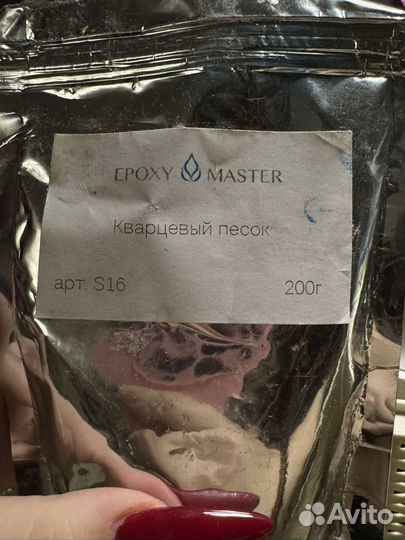 EPOXY MASTER
Кварцевый песок
арт. S16 200г
Avito